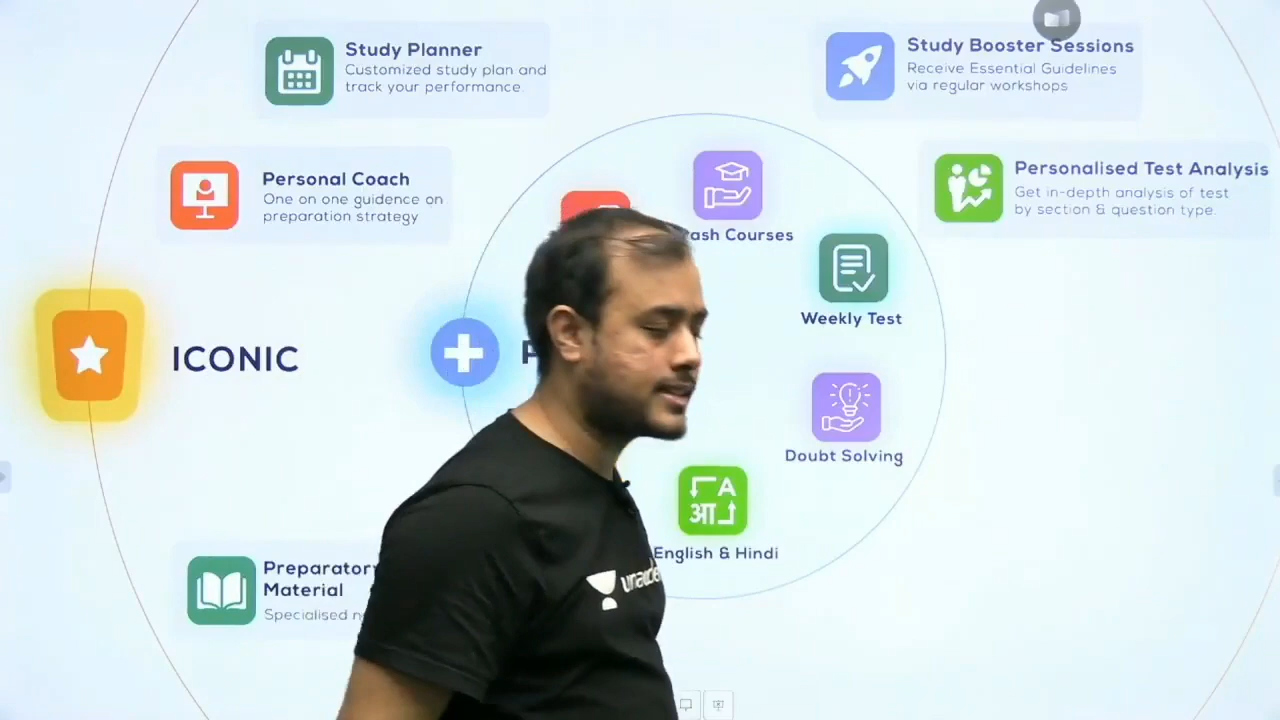 Study Planner
Customized study plan and
track your performance.
Study Booster Sessions
Receive Essential Guidelines
via regular workshops
Personal Coach
One on one guidence on
preparation strategy
Personalised Test Analysis
Get in-depth analysis of test
by section & question type.
Courses
Weekly Test
ICONIC
Doubt Solving
A
आ
English & Hindi
Preparatory
Material
Specialised